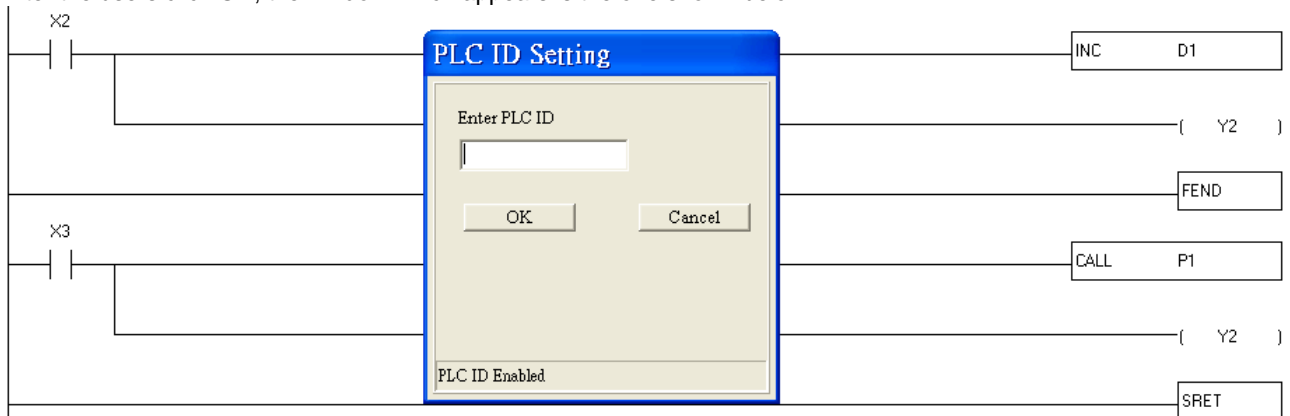 X2
PLC ID Setting
INC D1
Enter PLC ID
( Y2 )
FEND
OK Cancel
X3
CALL P1
( Y2 )
PLC ID Enabled
SRET